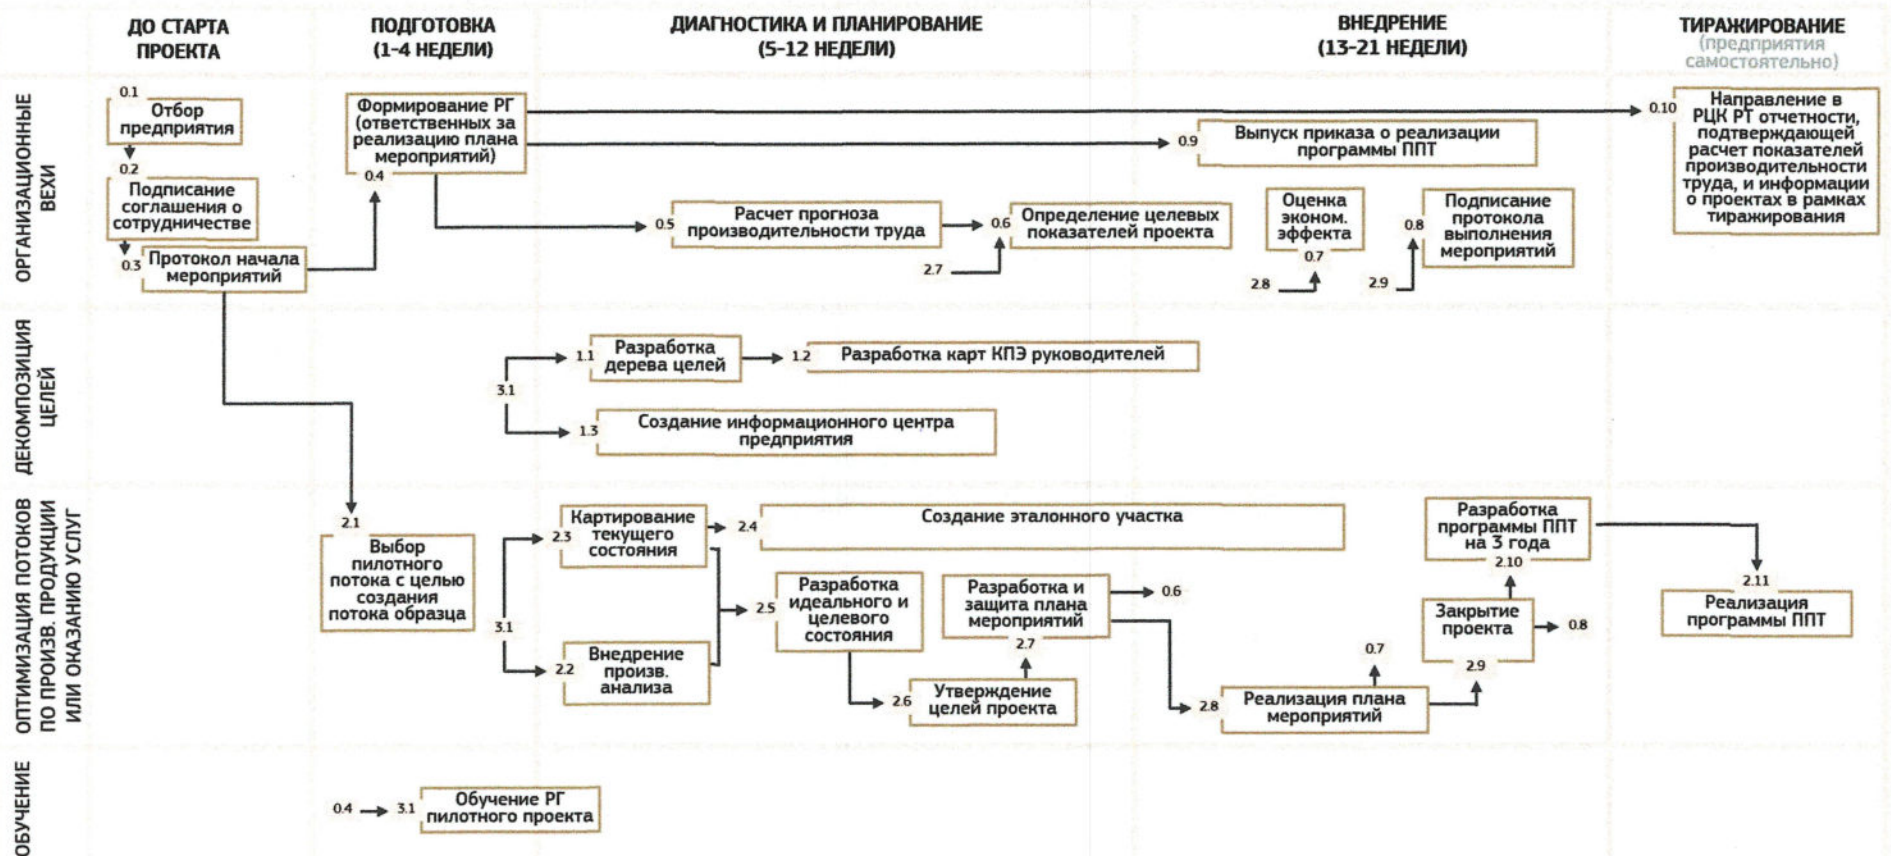 ДО СТАРТА
ПРОЕКТА
ПОДГОТОВКА
(1-4 НЕДЕЛИ)
ДИАГНОСТИКА И ПЛАНИРОВАНИЕ
(5-12 НЕДЕЛИ)
ВНЕДРЕНИЕ
(13-21 НЕДЕЛИ)
ТИРАЖИРОВАНИЕ
(предприятия
самостоятельно)
ОРГАНИЗАЦИОННЫЕ
ВЕХИ
0.1
Отбор
предприятия
0.2
Подписание
соглашения о
сотрудничестве
0.3
Протокол начала
мероприятий
Формирование РГ
(ответственных за
реализацию плана
мероприятий)
0.4
0.5
Расчет прогноза
производительности труда
0.6
Определение целевых
показателей проекта
2.7
0.9
Выпуск приказа о реализации
программы ППТ
Оценка
эконом.
эффекта
0.7
2.8
0.8
Подписание
протокола
выполнения
мероприятий
2.9
0.10
Направление в
РЦК РТ отчетности,
подтверждающей
расчет показателей
производительности
труда, и информации
о проектах в рамках
тиражирования
ДЕКОМПОЗИЦИЯ
ЦЕЛЕЙ
3.1
1.1
Разработка
дерева целей
1.2
Разработка карт КПЭ руководителей
1.3
Создание информационного центра
предприятия
ОПТИМИЗАЦИЯ ПОТОКОВ
ПО ПРОИЗВ. ПРОДУКЦИИ
ИЛИ ОКАЗАНИЮ УСЛУГ
2.1
Выбор
пилотного
потока с целью
создания
потока образца
3.1
2.3
Картирование
текущего
состояния
2.4
Создание эталонного участка
2.2
Внедрение
произв.
анализа
2.5
Разработка
идеального и
целевого
состояния
2.6
Утверждение
целей проекта
Разработка и
защита плана
мероприятий
2.7
0.6
2.8
Реализация плана
мероприятий
0.7
Разработка
программы ППТ
на 3 года
2.10
Закрытие
проекта
2.9
0.8
2.11
Реализация
программы ППТ
ОБУЧЕНИЕ
0.4
3.1
Обучение РГ
пилотного проекта